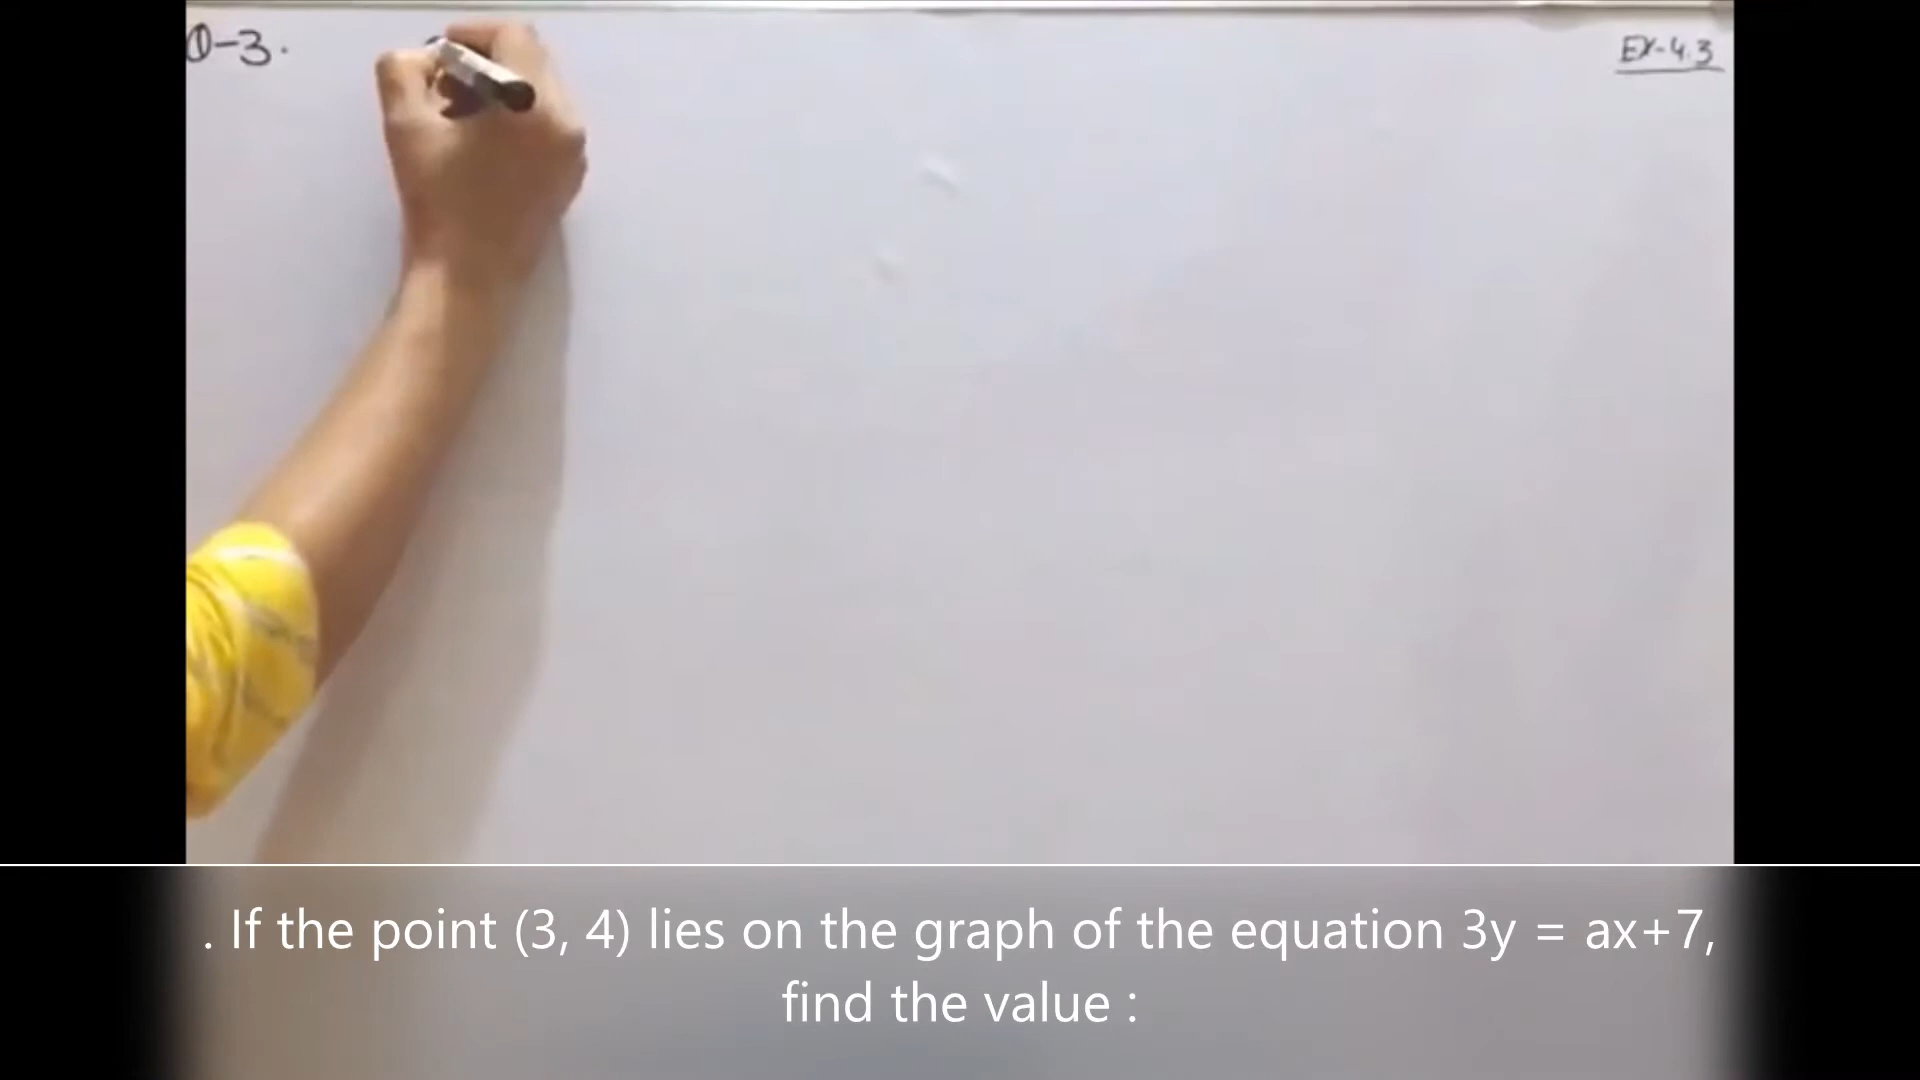 Q-3.
Ex-4.3
. If the point (3, 4) lies on the graph of the equation 3y = ax+7,
find the value :